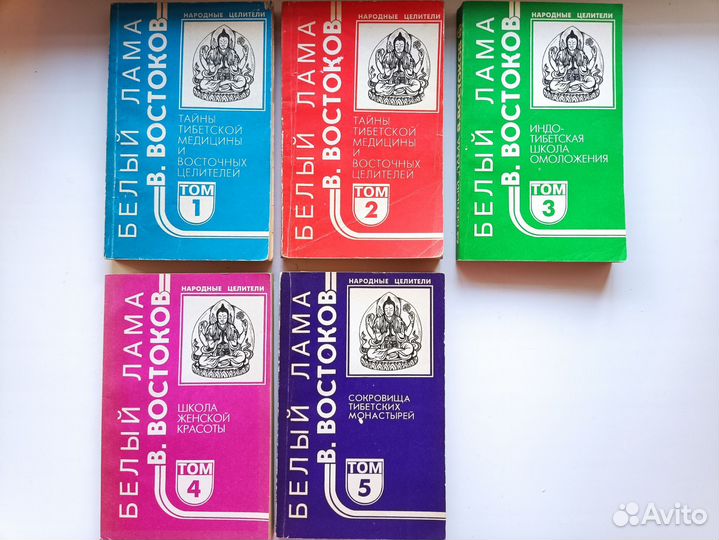 НАРОДНЫЕ ЦЕЛИТЕЛИ
БЕЛЫЙ ЛАМА
В. ВОСТОКОВ
ТАЙНЫ
ТИБЕТСКОЙ
МЕДИЦИНЫ
И
ВОСТОЧНЫХ
ЦЕЛИТЕЛЕЙ
ТОМ
1
НАРОДНЫЕ ЦЕЛИТЕЛИ
БЕЛЫЙ ЛАМА
В. ВОСТОКОВ
ТАЙНЫ
ТИБЕТСКОЙ
МЕДИЦИНЫ
И
ВОСТОЧНЫХ
ЦЕЛИТЕЛЕЙ
ТОМ
2
НАРОДНЫЕ ЦЕЛИТЕЛИ
БЕЛЫЙ ЛАМА
В. ВОСТОКОВ
ИНДО-
ТИБЕТСКАЯ
ШКОЛА
ОМОЛОЖЕНИЯ
ТОМ
3
НАРОДНЫЕ ЦЕЛИТЕЛИ
БЕЛЫЙ ЛАМА
В. ВОСТОКОВ
ШКОЛА
ЖЕНСКОЙ
КРАСОТЫ
ТОМ
4
НАРОДНЫЕ ЦЕЛИТЕЛИ
БЕЛЫЙ ЛАМА
В. ВОСТОКОВ
СОКРОВИЩА
ТИБЕТСКИХ
МОНАСТЫРЕЙ
ТОМ
5
Avito